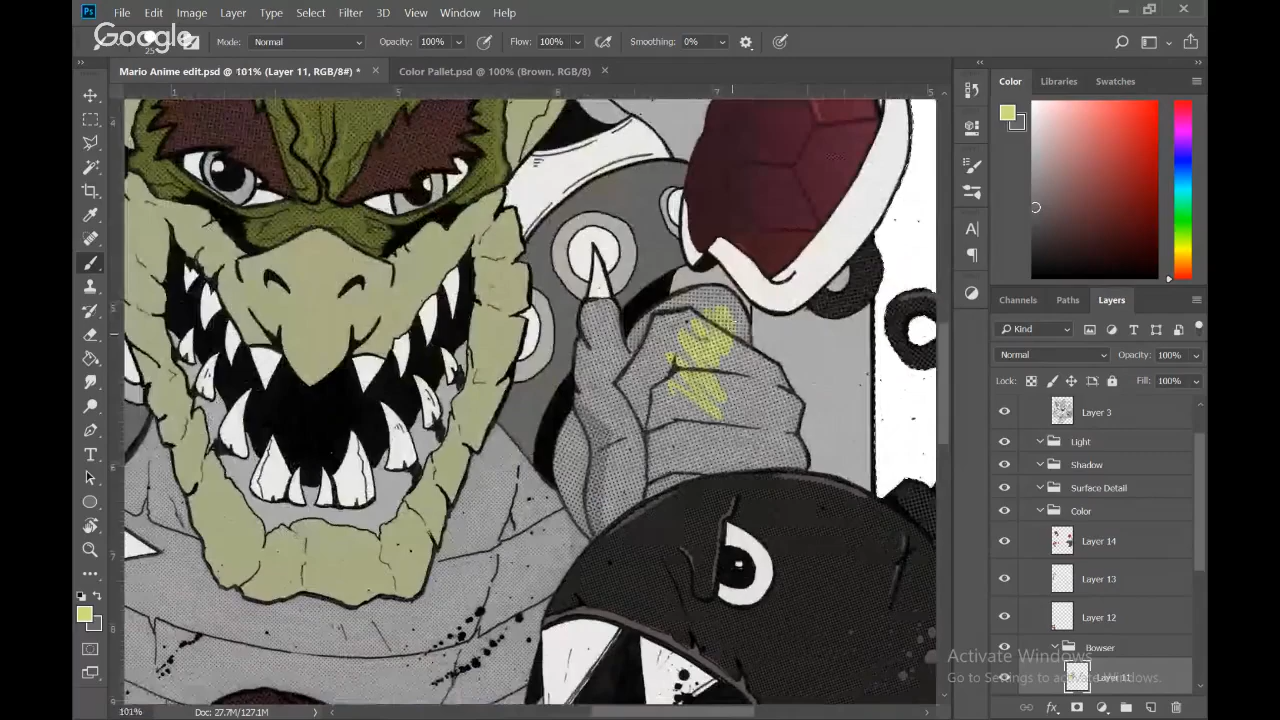 Ps File Edit Image Layer Type Select Filter 3D View Window Help
Google
25 Mode: Normal Opacity: 100% Flow: 100% Smoothing: 0%
Mario Anime edit.psd @ 101% (Layer 11, RGB/8#) * Color Pallet.psd @ 100% (Brown, RGB/8)
Color Libraries Swatches
Channels Paths Layers
Kind
Normal Opacity: 100%
Lock: Fill: 100%
Layer 3
Light
Shadow
Surface Detail
Color
Layer 14
Layer 13
Layer 12
Bowser
Layer 11
Activate Windows
Go to Settings to activate Windows.
101% Doc: 27.7M/127.1M